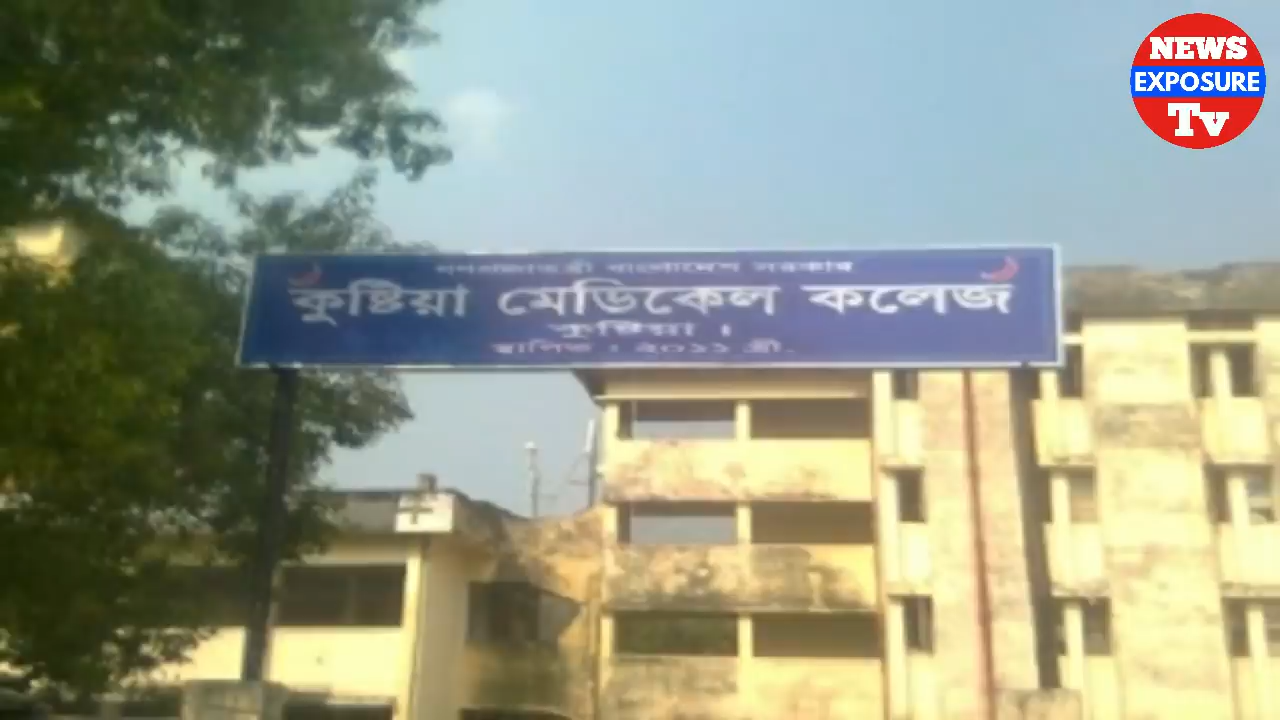 গণপ্রজাতন্ত্রী বাংলাদেশ সরকার
কুষ্টিয়া মেডিকেল কলেজ
কুষ্টিয়া।
স্থাপিত : ২০১১ খ্রী.
NEWS
EXPOSURE
Tv